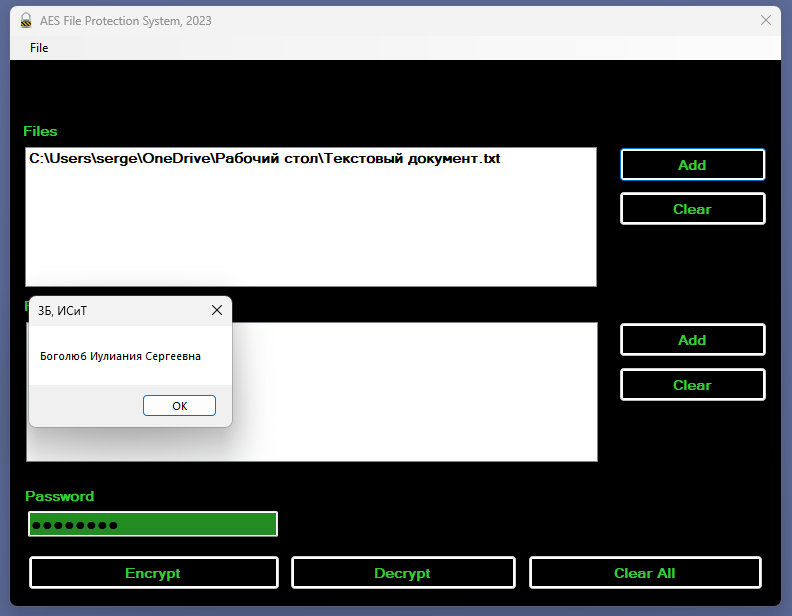 AES File Protection System, 2023
File
Files
C:\Users\serge\OneDrive\Рабочий стол\Текстовый документ.txt
Add
Clear
3Б, ИСиТ
Боголюб Иулиания Сергеевна
OK
Add
Clear
Password
Encrypt
Decrypt
Clear All